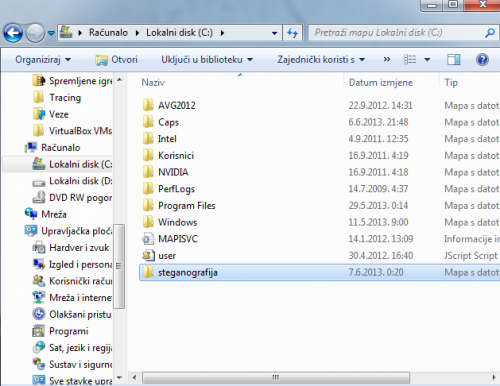 Računalo ▸ Lokalni disk (C:) ▸
Pretraži mapu Lokalni disk (C:)
Organiziraj Otvori Uključi u biblioteku Zajednički koristi s »
Spremljene igre
Tracing
Veze
VirtualBox VMs
Računalo
Lokalni disk (C:
Lokalni disk (D:
DVD RW pogon
Mreža
Upravljačka ploča
Hardver i zvuk
Izgled i persona
Korisnički račun
Mreža i interne
Olakšani pristu
Programi
Sat, jezik i regija
Sustav i sigurno
Sve stavke upra
Naziv Datum izmjene Tip
AVG2012 22.9.2012. 14:31 Mapa s datot
Caps 6.6.2013. 21:48 Mapa s datot
Intel 4.9.2011. 12:35 Mapa s datot
Korisnici 16.9.2011. 4:19 Mapa s datot
NVIDIA 16.9.2011. 4:18 Mapa s datot
PerfLogs 14.7.2009. 4:37 Mapa s datot
Program Files 29.5.2013. 0:14 Mapa s datot
Windows 11.5.2013. 9:00 Mapa s datot
MAPISVC 14.1.2012. 13:09 Informacije in
user 30.4.2012. 16:40 JScript Script
steganografija 7.6.2013. 0:20 Mapa s datot